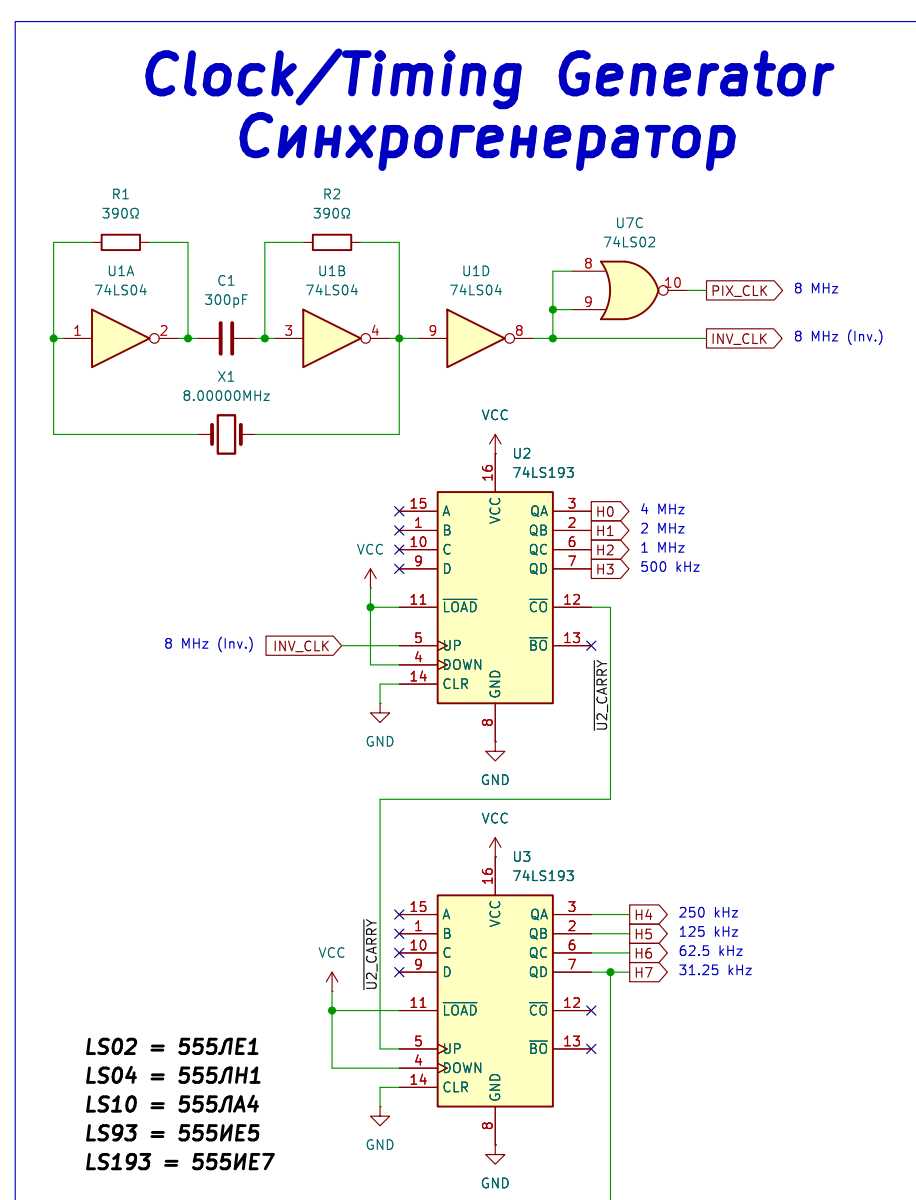 Clock/Timing Generator
Синхрогенератор
R1
390Ω
R2
390Ω
U1A
74LS04
C1
300pF
U1B
74LS04
U1D
74LS04
U7C
74LS02
1
2
3
4
9
8
8
9
10
PIX_CLK
8 MHz
INV_CLK
8 MHz (Inv.)
X1
8.00000MHz
VCC
U2
74LS193
16
VCC
15
A
QA
3
H0
4 MHz
1
B
QB
2
H1
2 MHz
10
C
QC
6
H2
1 MHz
VCC
9
D
QD
7
H3
500 kHz
11
LOAD
CO
12
8 MHz (Inv.)
INV_CLK
5
UP
BO
13
4
DOWN
14
CLR
GND
U2_CARRY
8
GND
GND
VCC
U3
74LS193
16
VCC
15
A
QA
3
H4
250 kHz
1
B
QB
2
H5
125 kHz
10
C
QC
6
H6
62.5 kHz
9
D
QD
7
H7
31.25 kHz
VCC
U2_CARRY
11
LOAD
CO
12
5
UP
BO
13
4
DOWN
14
CLR
GND
8
GND
GND
LS02 = 555ЛЕ1
LS04 = 555ЛН1
LS10 = 555ЛА4
LS93 = 555ИЕ5
LS193 = 555ИЕ7